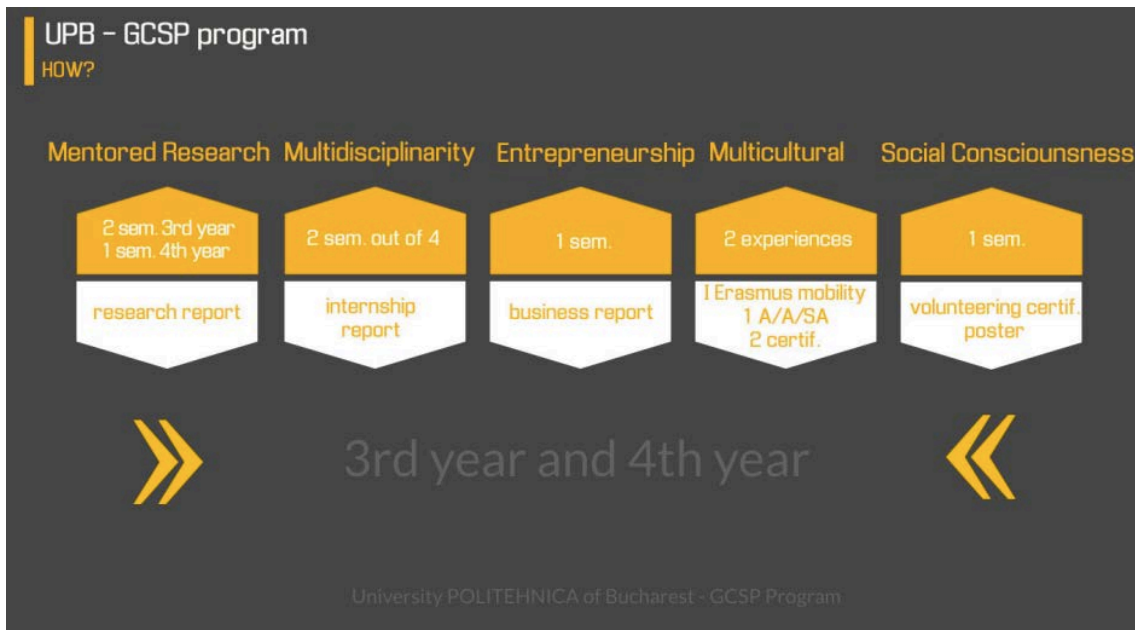 UPB – GCSP program
HOW?
Mentored Research
2 sem. 3rd year
1 sem. 4th year
research report
Multidisciplinarity
2 sem. out of 4
internship
report
Entrepreneurship
1 sem.
business report
Multicultural
2 experiences
I Erasmus mobility
1 A/A/SA
2 certif.
Social Consciounsness
1 sem.
volunteering certif.
poster
3rd year and 4th year
University POLITEHNICA of Bucharest - GCSP Program